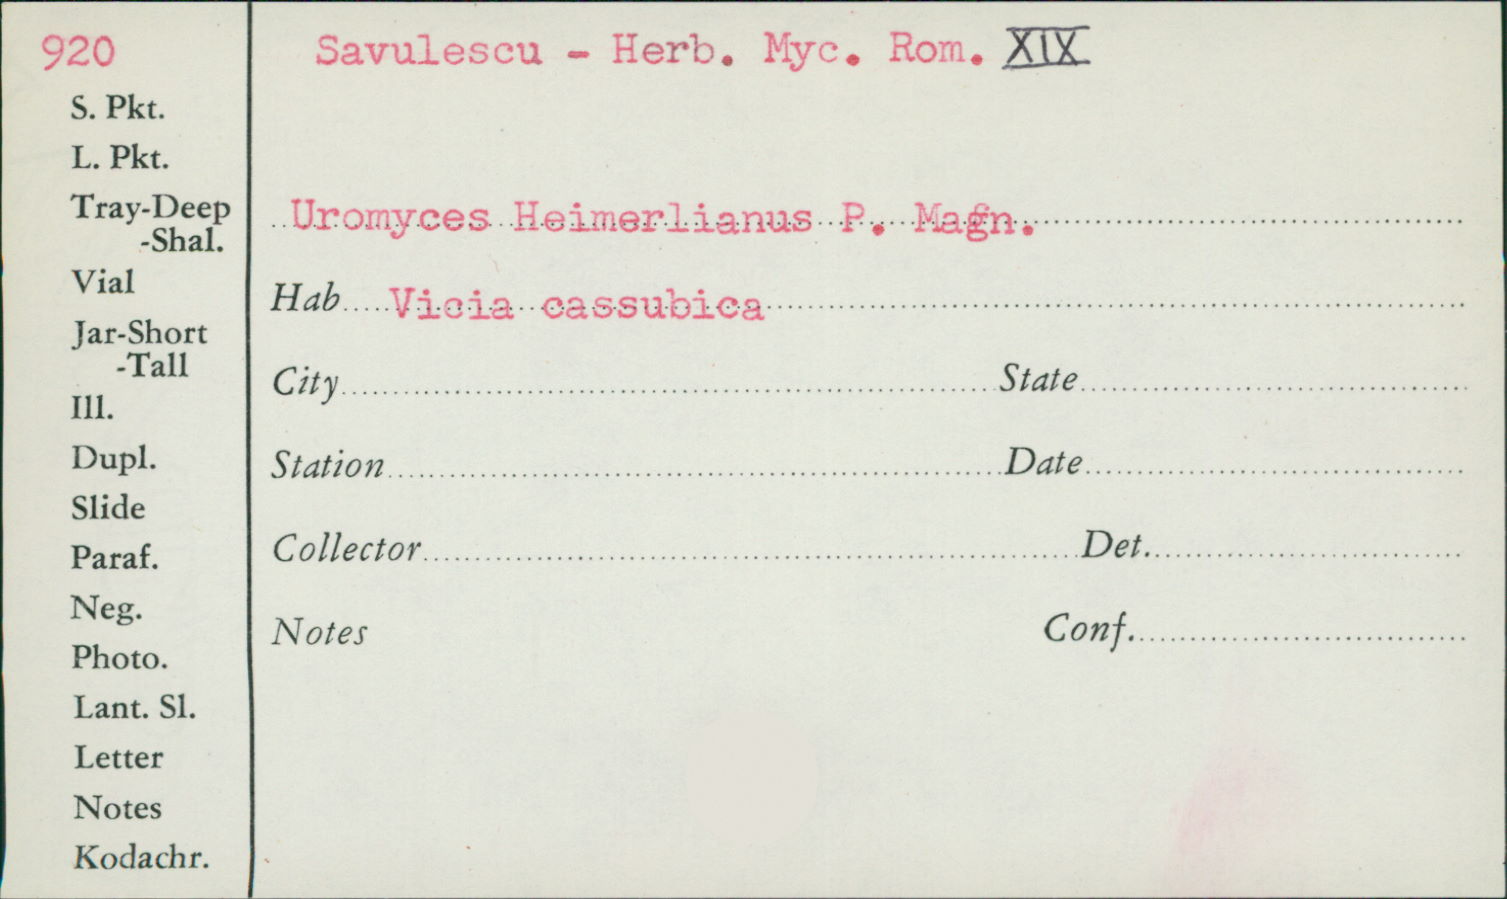 920
Savulescu - Herb. Myc. Rom. XIX
S. Pkt.
L. Pkt.
Tray-Deep
-Shal.
Vial
Jar-Short
-Tall
Ill.
Dupl.
Slide
Paraf.
Neg.
Photo.
Lant. Sl.
Letter
Notes
Kodachr.
Uromyces Heimerlianus P. Magn.
Hab Vicia cassubica
City State
Station Date
Collector Det.
Notes Conf.